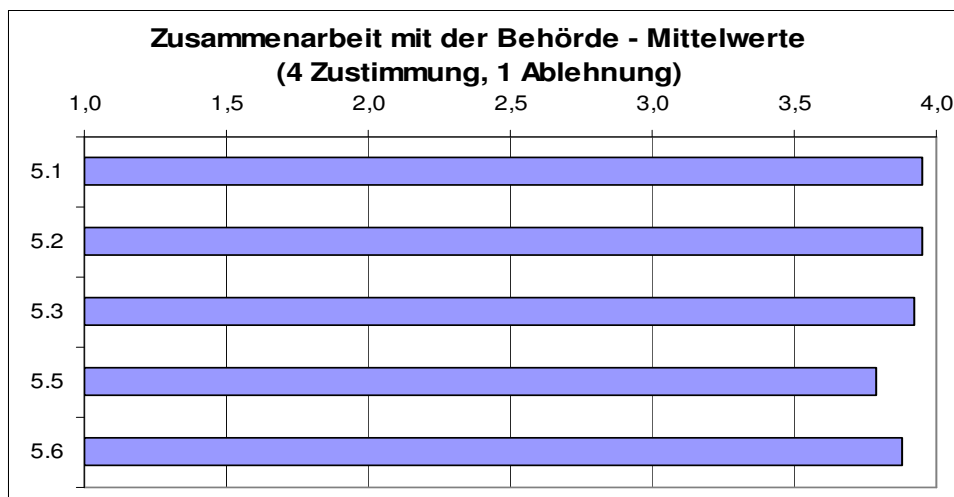 Zusammenarbeit mit der Behörde - Mittelwerte
(4 Zustimmung, 1 Ablehnung)
1,0 1,5 2,0 2,5 3,0 3,5 4,0
5.1
5.2
5.3
5.5
5.6